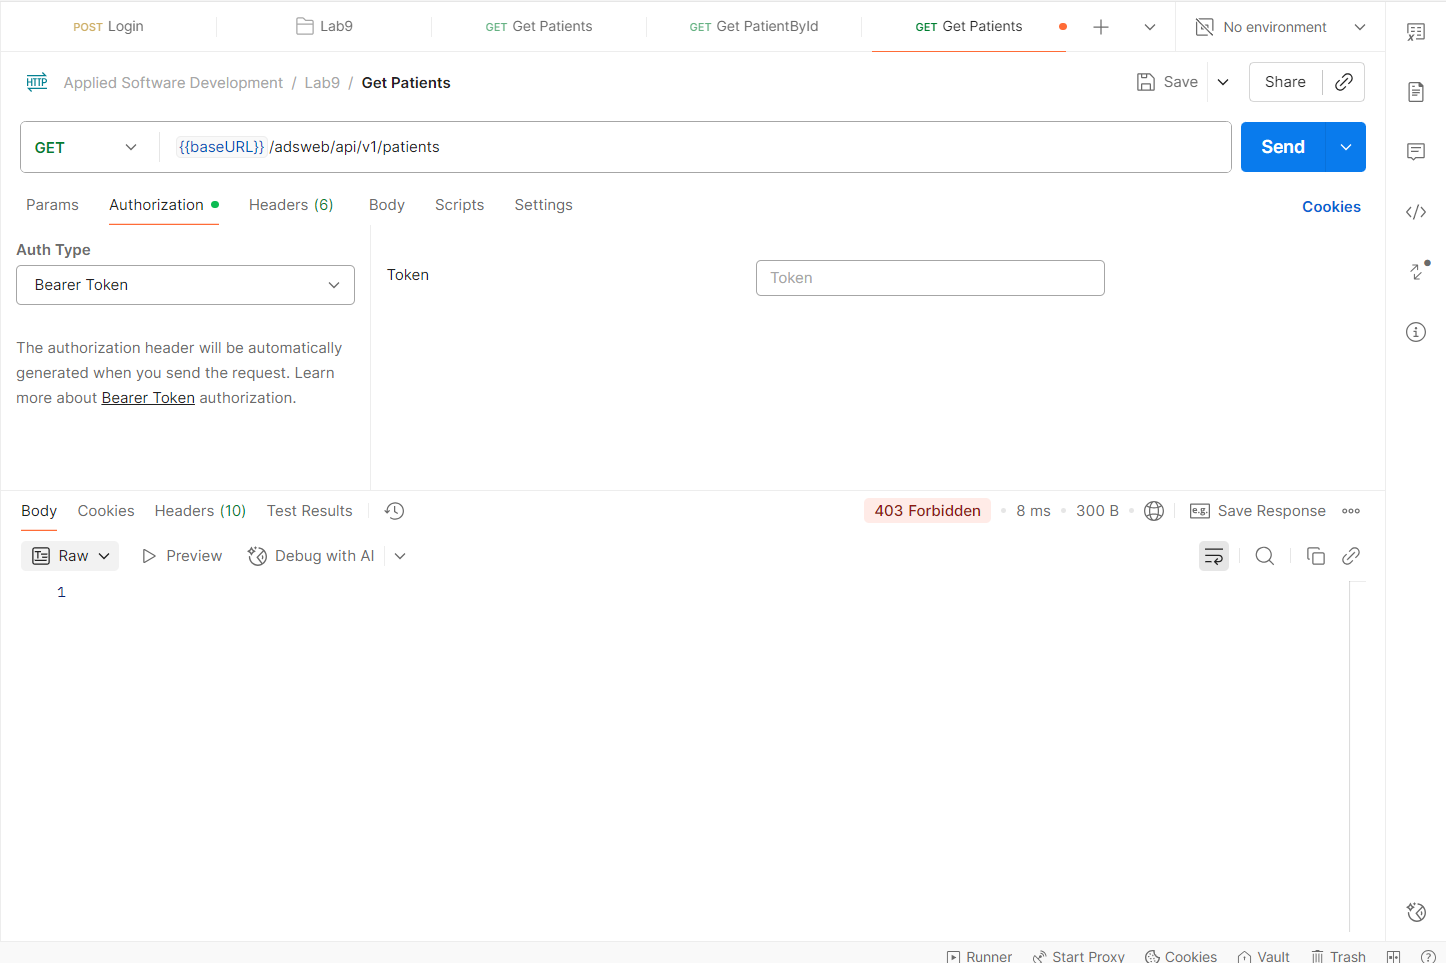 POST Login
Lab9
GET Get Patients
GET Get PatientById
GET Get Patients
No environment
HTTP Applied Software Development / Lab9 / Get Patients
Save
Share
GET
{{baseURL}} /adsweb/api/v1/patients
Send
Params
Authorization
Headers (6)
Body
Scripts
Settings
Cookies
Auth Type
Bearer Token
The authorization header will be automatically
generated when you send the request. Learn
more about Bearer Token authorization.
Token
Token
Body
Cookies
Headers (10)
Test Results
403 Forbidden
8 ms
300 B
e.g. Save Response
Raw
Preview
Debug with AI
1
Runner
Start Proxy
Cookies
Vault
Trash